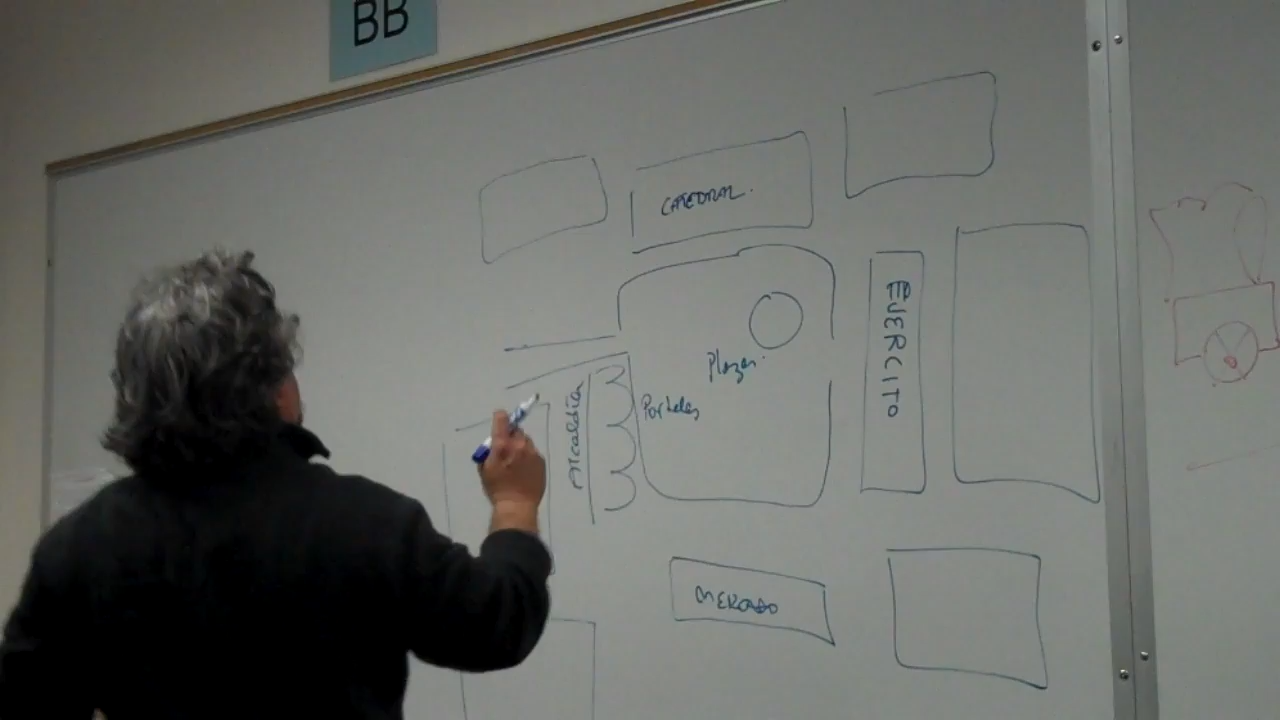 BB
CATEDRAL.
EJERCITO
Plaza
Portales
Alcaldía
MERCADO